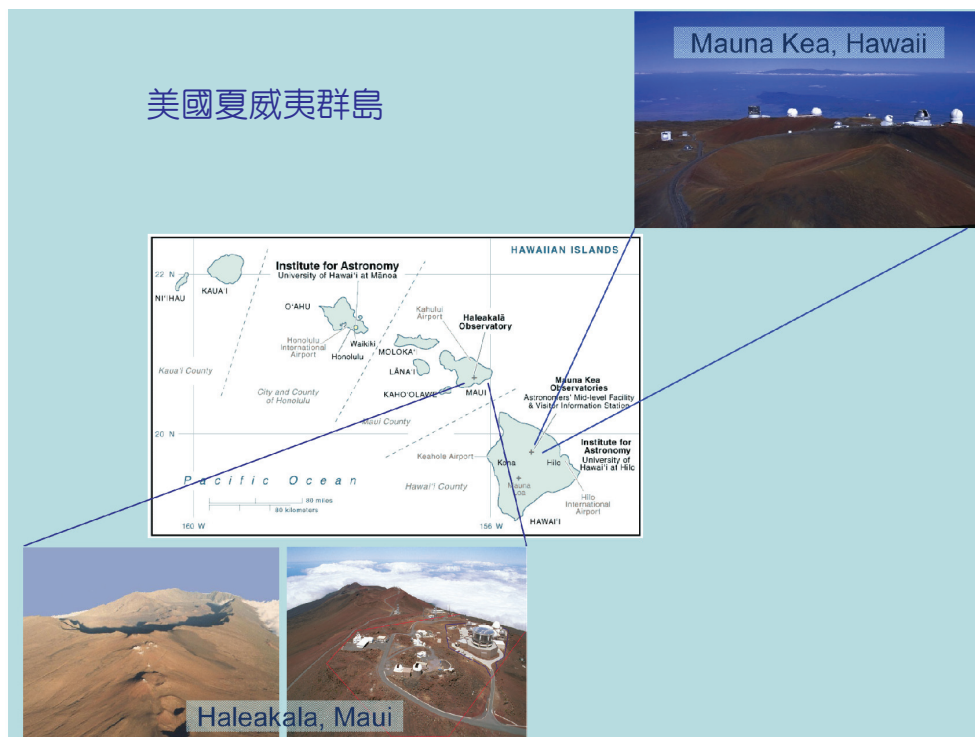 Mauna Kea, Hawaii
美國夏威夷群島
HAWAIIAN ISLANDS
22 N
Institute for Astronomy
University of Hawai'i at Mānoa
NI'IHAU
KAUA'I
O'AHU
Kahului
Airport
Haleakalā
Observatory
Honolulu
International
Airport
Waikiki
Honolulu
MOLOKA'I
LĀNA'I
KAHO'OLAWE
MAUI
Kaua'i County
City and County
of Honolulu
Maui County
Mauna Kea
Observatories
Astronomers' Mid-level Facility
& Visitor Information Station
20 N
Keahole Airport
Kona
Hilo
Institute for
Astronomy
University of
Hawai'i at Hilo
Mauna
Loa
Pacific Ocean
Hawai'i County
Hilo
International
Airport
80 miles
80 kilometers
160 W
156 W
HAWAI'I
Haleakala, Maui